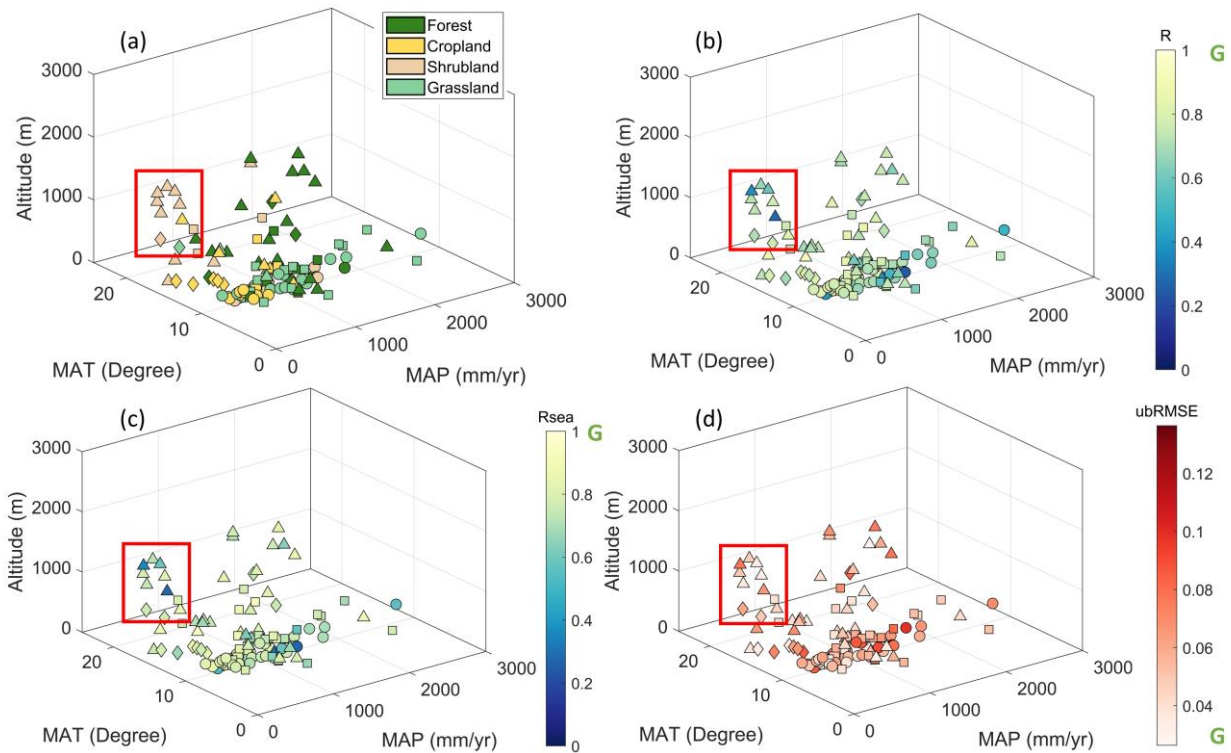 (a)
Forest
Cropland
Shrubland
Grassland
3000
2000
1000
0
Altitude (m)
20
10
0
MAT (Degree)
0
1000
2000
3000
MAP (mm/yr)
(b)
R
G
1
0.8
0.6
0.4
0.2
0
3000
2000
1000
0
Altitude (m)
20
10
0
MAT (Degree)
0
1000
2000
3000
MAP (mm/yr)
(c)
Rsea
G
1
0.8
0.6
0.4
0.2
0
3000
2000
1000
0
Altitude (m)
20
10
0
MAT (Degree)
0
1000
2000
3000
MAP (mm/yr)
(d)
ubRMSE
0.12
0.1
0.08
0.06
0.04
G
3000
2000
1000
0
Altitude (m)
20
10
0
MAT (Degree)
0
1000
2000
3000
MAP (mm/yr)